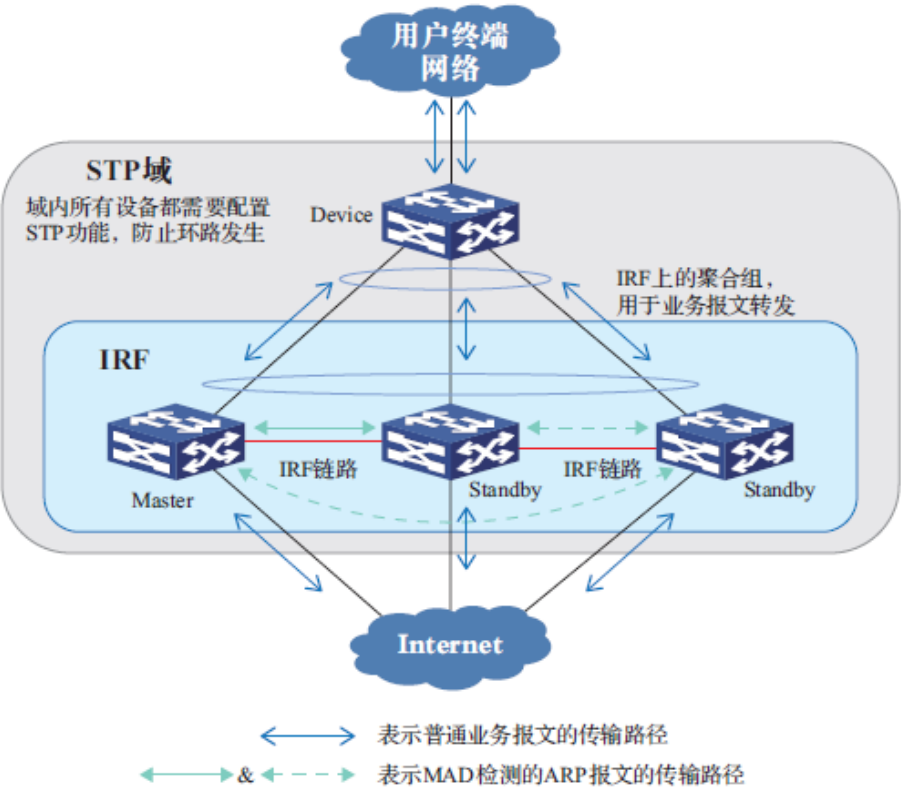 用户终端
网络
STP域
域内所有设备都需要配置
STP功能，防止环路发生
Device
IRF上的聚合组，
用于业务报文转发
IRF
IRF链路
IRF链路
Master
Standby
Standby
Internet
表示普通业务报文的传输路径
& 表示MAD检测的ARP报文的传输路径